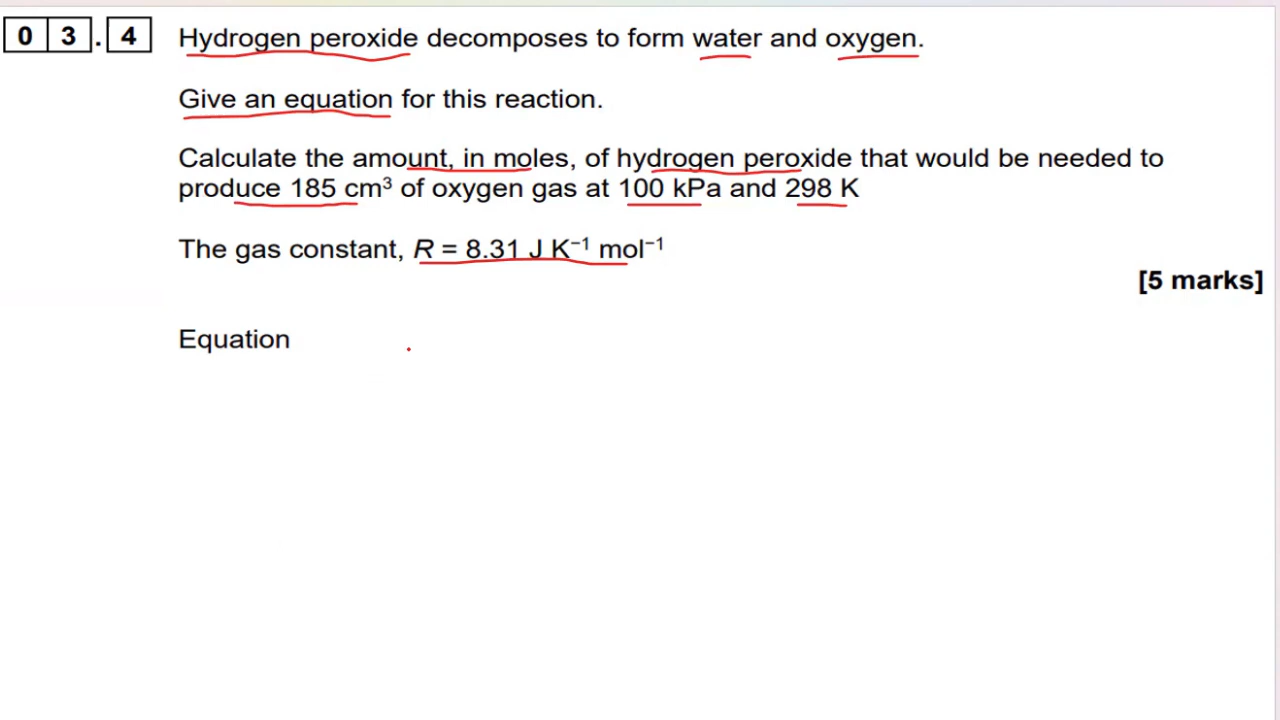 03.4 Hydrogen peroxide decomposes to form water and oxygen.
Give an equation for this reaction.
Calculate the amount, in moles, of hydrogen peroxide that would be needed to
produce 185 cm³ of oxygen gas at 100 kPa and 298 K
The gas constant, R = 8.31 J K⁻¹ mol⁻¹
[5 marks]
Equation